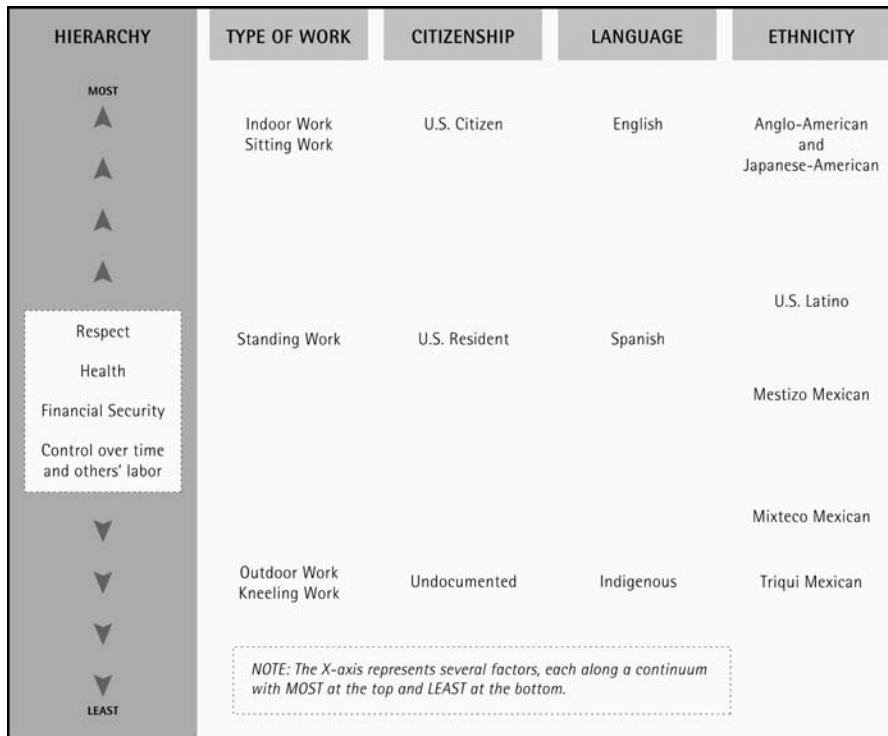 HIERARCHY
TYPE OF WORK
CITIZENSHIP
LANGUAGE
ETHNICITY
MOST
Indoor Work
Sitting Work
U.S. Citizen
English
Anglo-American
and
Japanese-American
U.S. Latino
Respect
Health
Financial Security
Control over time
and others' labor
Standing Work
U.S. Resident
Spanish
Mestizo Mexican
Mixteco Mexican
Outdoor Work
Kneeling Work
Undocumented
Indigenous
Triqui Mexican
NOTE: The X-axis represents several factors, each along a continuum
with MOST at the top and LEAST at the bottom.
LEAST